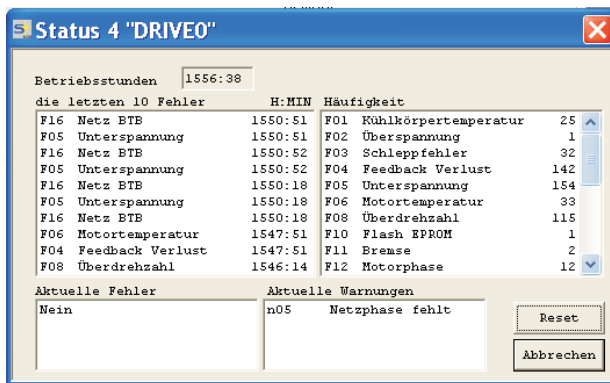 Status 4 "DRIVE0"
Betriebsstunden 1556:38
die letzten 10 Fehler H:MIN Häufigkeit
F16 Netz BTB 1550:51 F01 Kühlkörpertemperatur 25
F05 Unterspannung 1550:51 F02 Überspannung 1
F16 Netz BTB 1550:52 F03 Schleppfehler 32
F05 Unterspannung 1550:52 F04 Feedback Verlust 142
F16 Netz BTB 1550:18 F05 Unterspannung 154
F05 Unterspannung 1550:18 F06 Motortemperatur 33
F16 Netz BTB 1550:18 F08 Überdrehzahl 115
F06 Motortemperatur 1547:51 F10 Flash EPROM 1
F04 Feedback Verlust 1547:51 F11 Bremse 2
F08 Überdrehzahl 1546:14 F12 Motorphase 12
Aktuelle Fehler Aktuelle Warnungen
Nein n05 Netzphase fehlt
Reset
Abbrechen